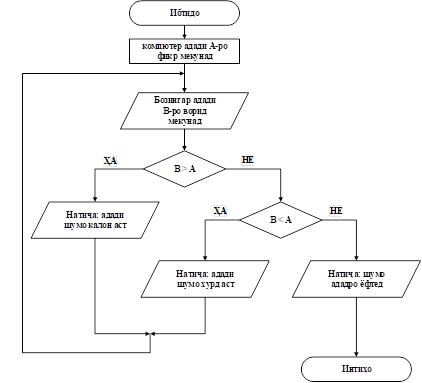 Ибтидо
компютер адади А-ро
фикр мекунад
Бозингар адади
В-ро ворид
мекунад
ҲА
НЕ
В > А
Натиҷа: адади
шумо калон аст
ҲА
НЕ
В < А
Натиҷа: адади
шумо хурд аст
Натиҷа: шумо
ададро ёфтед
Интиҳо